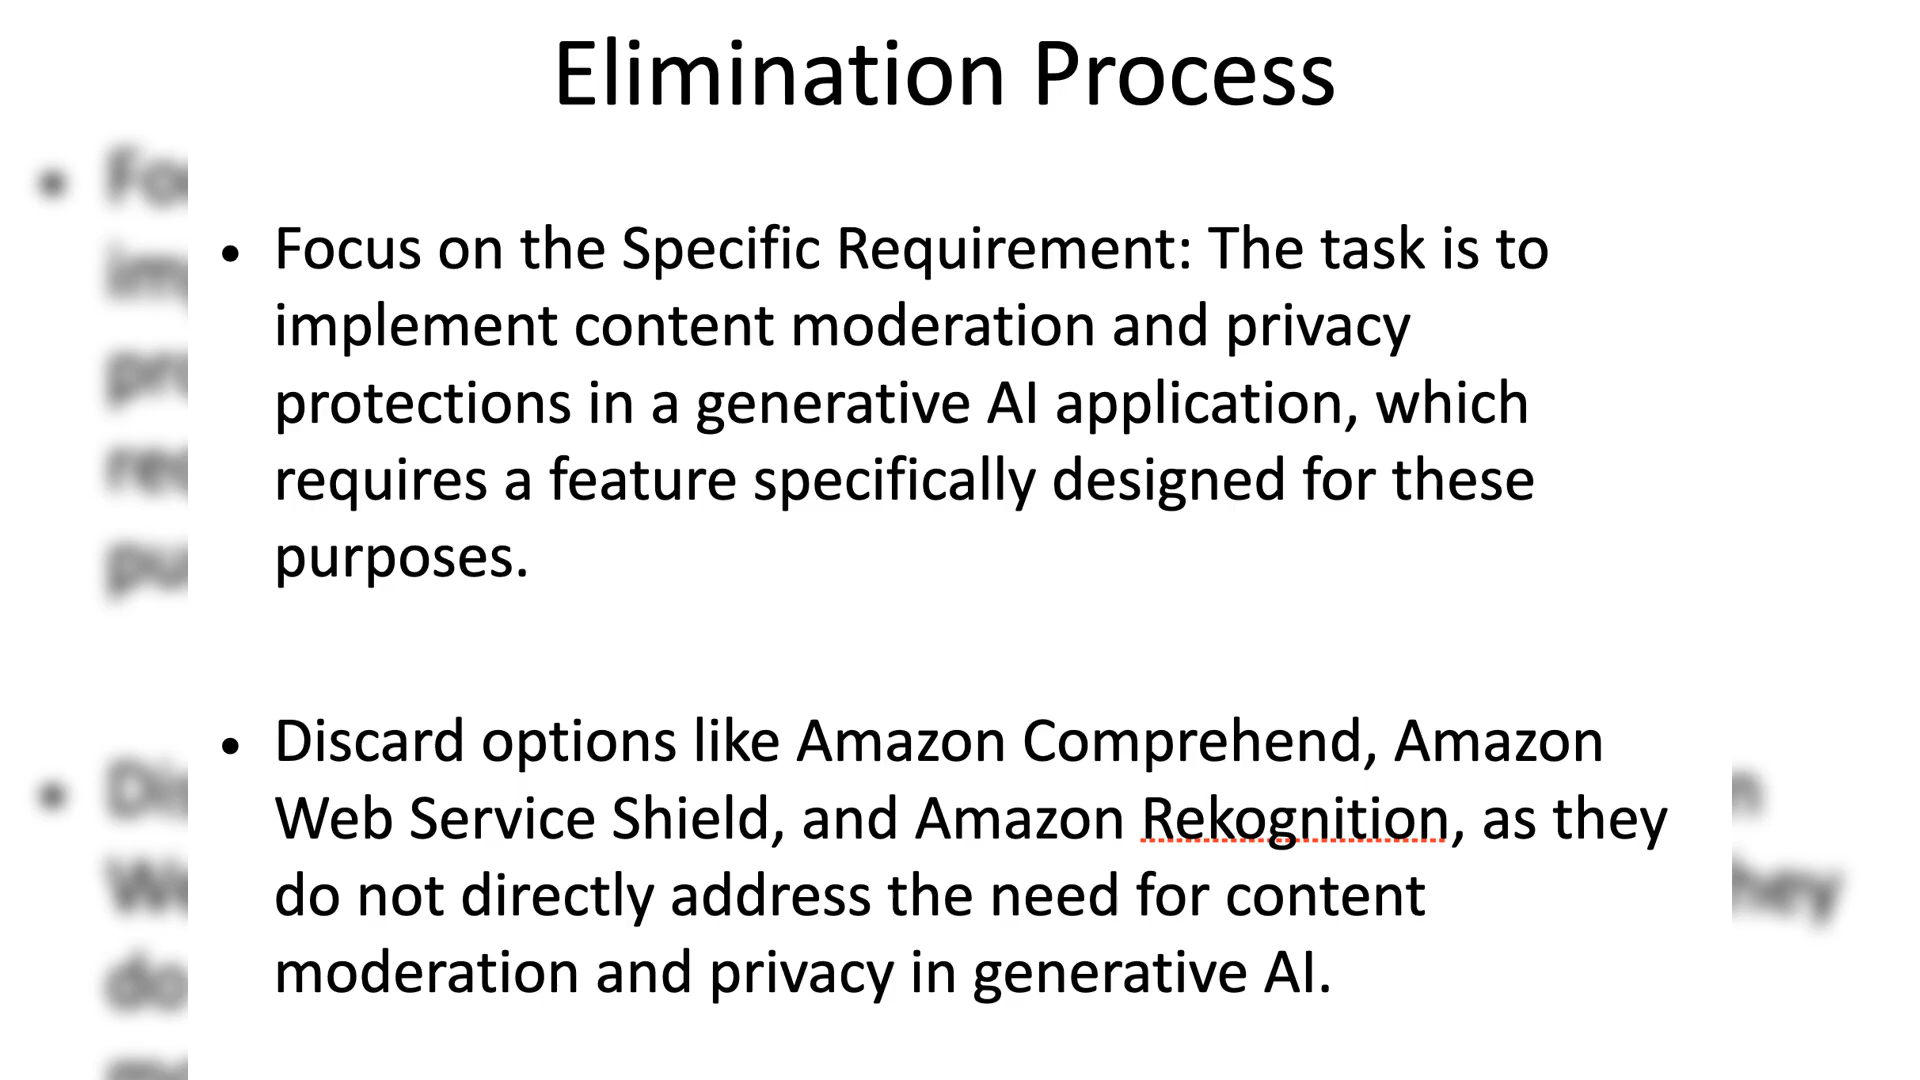 Elimination Process
• Focus on the Specific Requirement: The task is to
implement content moderation and privacy
protections in a generative AI application, which
requires a feature specifically designed for these
purposes.
• Discard options like Amazon Comprehend, Amazon
Web Service Shield, and Amazon Rekognition, as they
do not directly address the need for content
moderation and privacy in generative AI.